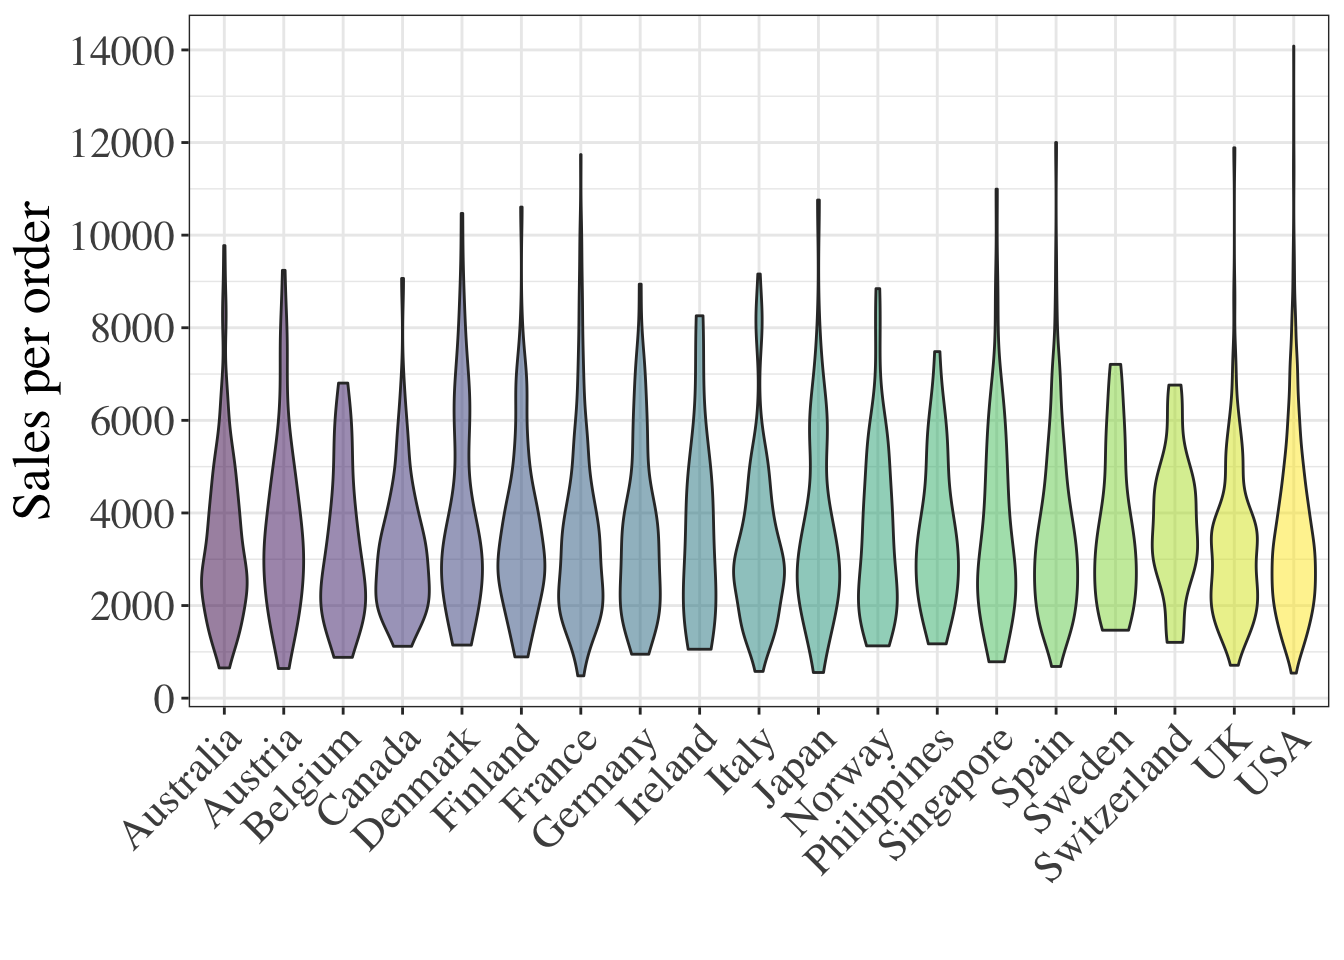 Sales per order
14000
12000
10000
8000
6000
4000
2000
0
Australia
Austria
Belgium
Canada
Denmark
Finland
France
Germany
Ireland
Italy
Japan
Norway
Philippines
Singapore
Spain
Sweden
Switzerland
UK
USA